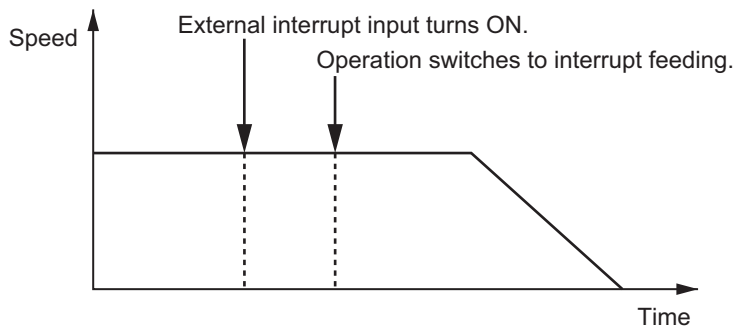 External interrupt input turns ON.
Speed
Operation switches to interrupt feeding.
Time